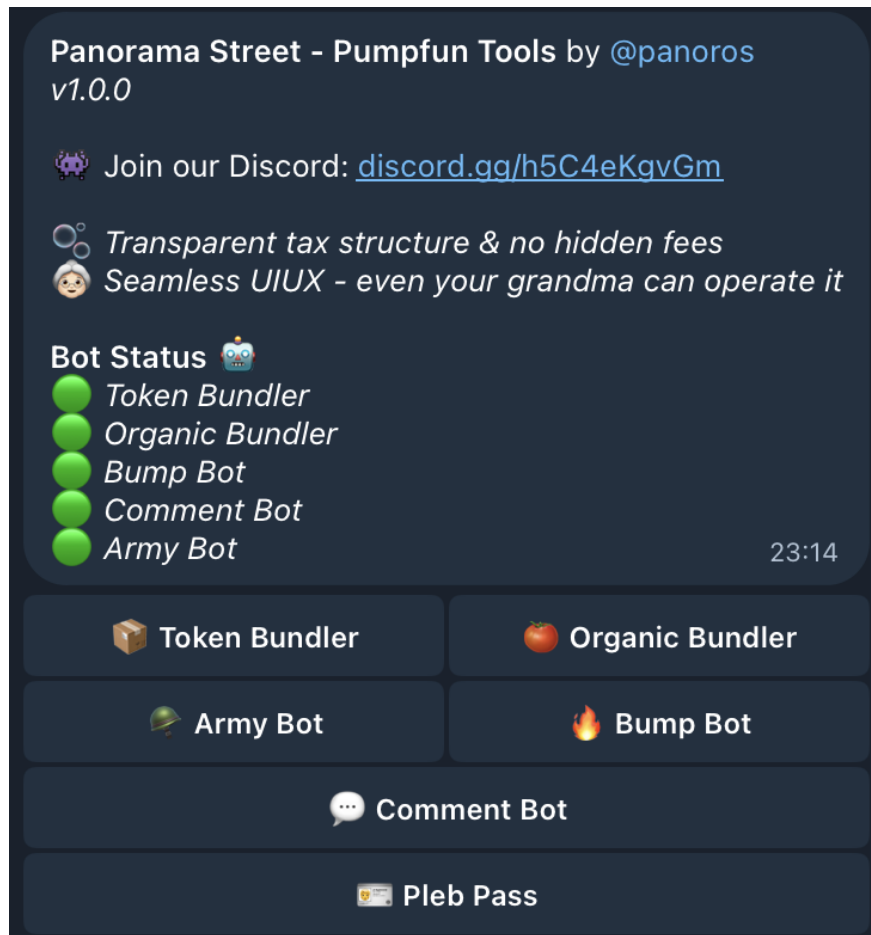 Panorama Street - Pumpfun Tools by @panoros
v1.0.0
Join our Discord: discord.gg/h5C4eKgvGm
Transparent tax structure & no hidden fees
Seamless UIUX - even your grandma can operate it
Bot Status
Token Bundler
Organic Bundler
Bump Bot
Comment Bot
Army Bot
23:14
Token Bundler
Organic Bundler
Army Bot
Bump Bot
Comment Bot
Pleb Pass